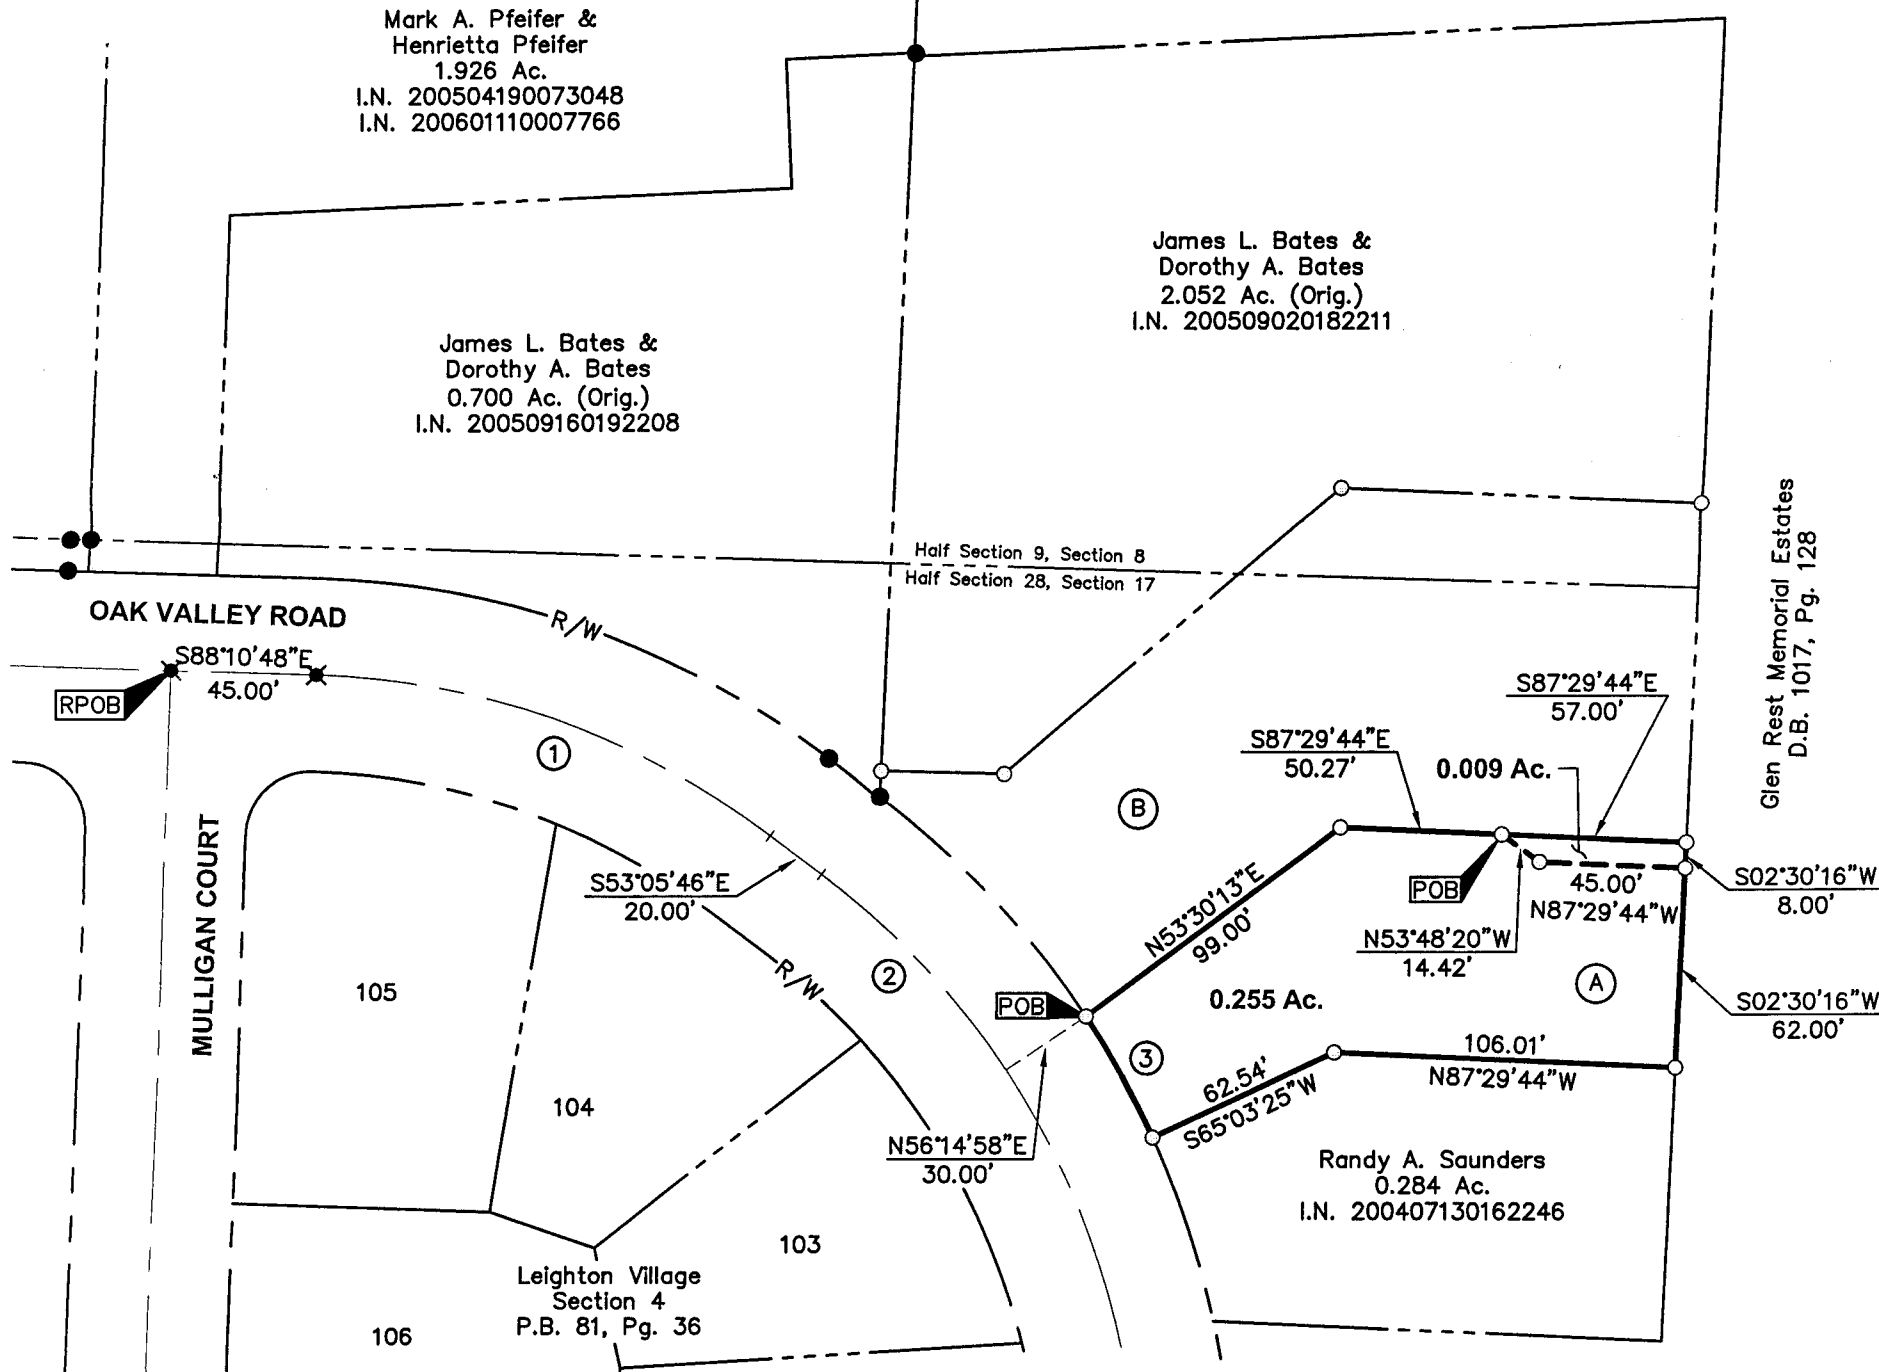 Mark A. Pfeifer &
Henrietta Pfeifer
1.926 Ac.
I.N. 200504190073048
I.N. 200601110007766
James L. Bates &
Dorothy A. Bates
2.052 Ac. (Orig.)
I.N. 200509020182211
James L. Bates &
Dorothy A. Bates
0.700 Ac. (Orig.)
I.N. 200509160192208
Half Section 9, Section 8
Half Section 28, Section 17
Glen Rest Memorial Estates
D.B. 1017, Pg. 128
OAK VALLEY ROAD
R/W
S88°10'48"E
45.00'
RPOB
1
S87°29'44"E
57.00'
S87°29'44"E
50.27'
0.009 Ac.
B
MULLIGAN COURT
S53°05'46"E
20.00'
POB
45.00'
N87°29'44"W
S02°30'16"W
8.00'
N53°30'13"E
99.00'
N53°48'20"W
14.42'
R/W
2
105
A
POB
0.255 Ac.
S02°30'16"W
62.00'
3
106.01'
N87°29'44"W
62.54'
S65°03'25"W
104
N56°14'58"E
30.00'
Randy A. Saunders
0.284 Ac.
I.N. 200407130162246
103
Leighton Village
Section 4
P.B. 81, Pg. 36
106